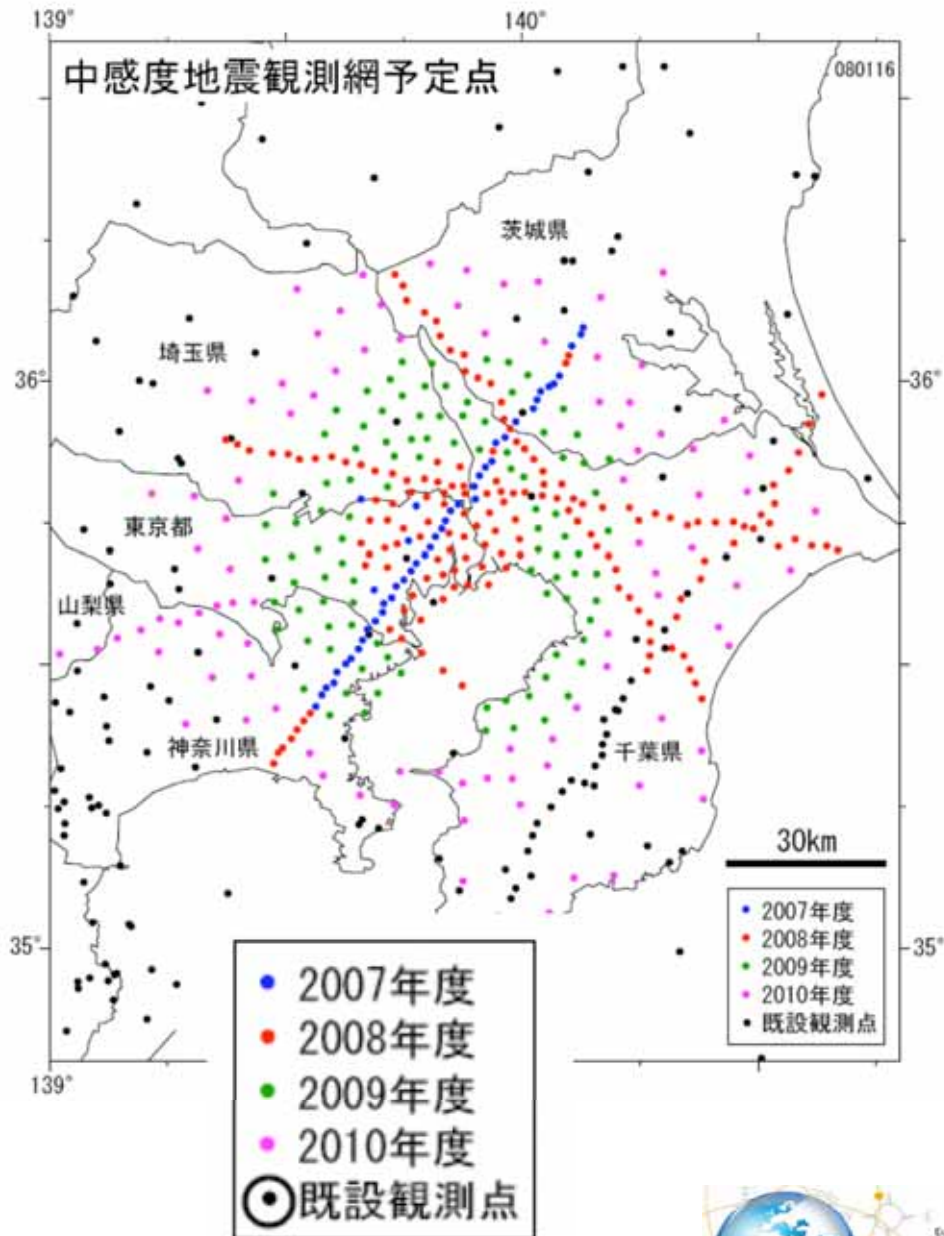 139°
140°
中感度地震観測網予定点
080116
茨城県
埼玉県
36°
36°
東京都
山梨県
神奈川県
千葉県
30km
2007年度
2008年度
2009年度
2010年度
既設観測点
35°
35°
139°
2007年度
2008年度
2009年度
2010年度
既設観測点